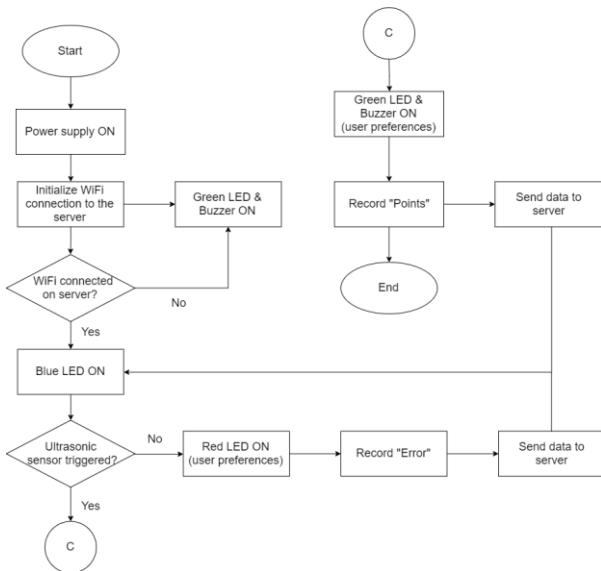 Start
Power supply ON
Initialize WiFi
connection to the
server
Green LED &
Buzzer ON
WiFi connected
on server?
No
Yes
Blue LED ON
Ultrasonic
sensor triggered?
No
Red LED ON
(user preferences)
Record "Error"
Send data to
server
Yes
C
C
Green LED &
Buzzer ON
(user preferences)
Record "Points"
Send data to
server
End